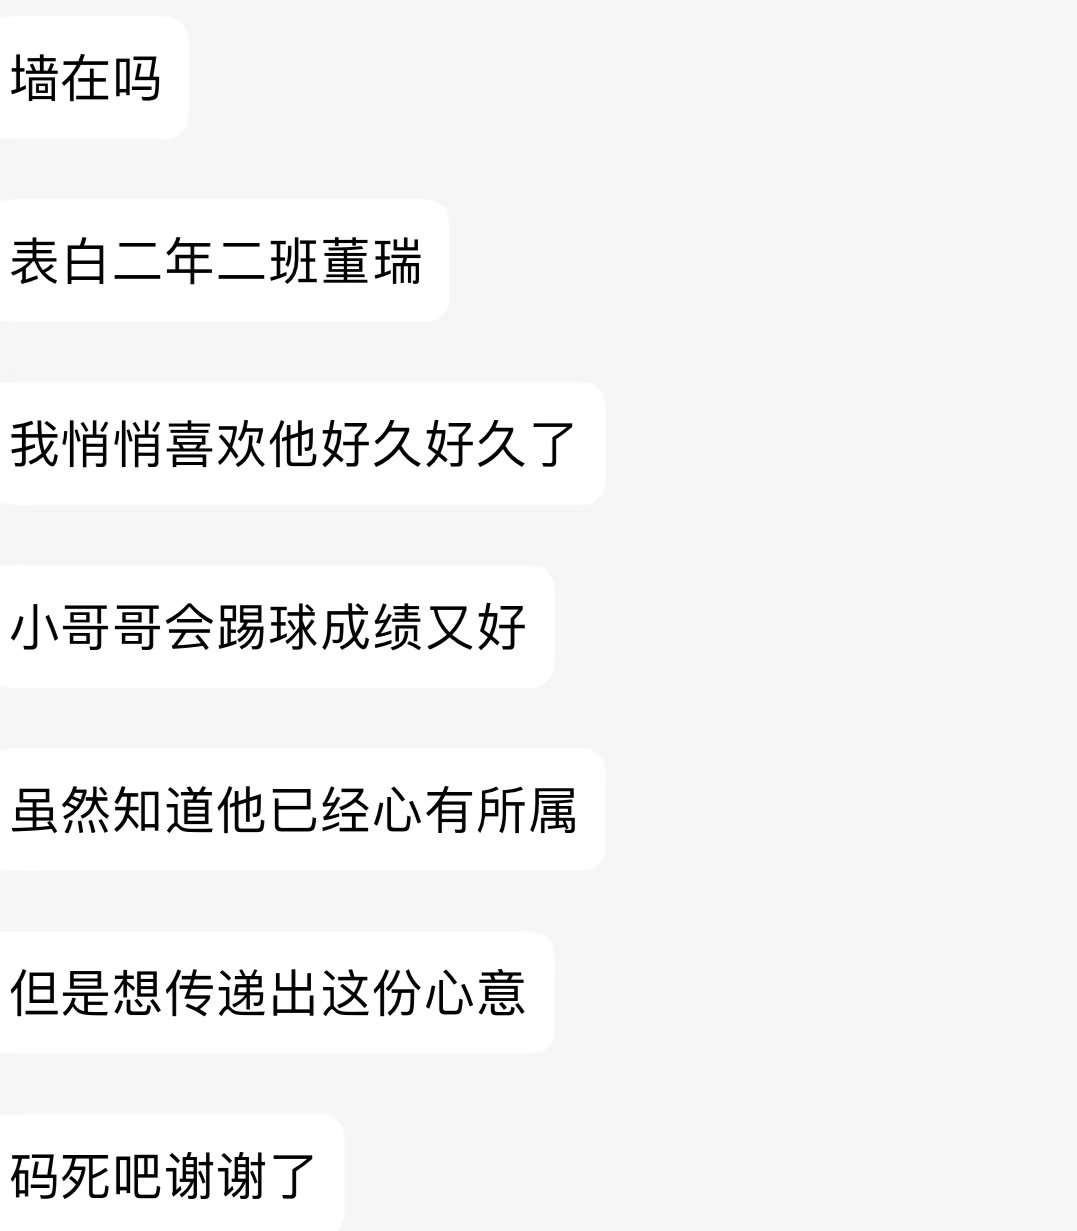 墙在吗
表白二年二班董瑞
我悄悄喜欢他好久好久了
小哥哥会踢球成绩又好
虽然知道他已经心有所属
但是想传递出这份心意
码死吧谢谢了